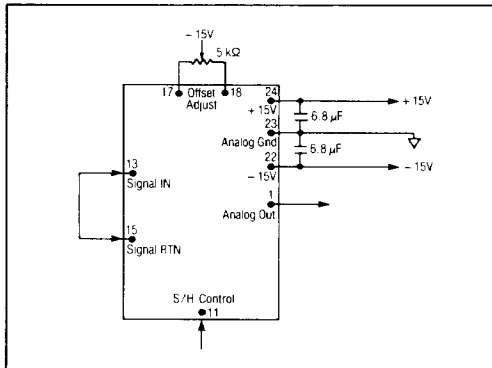 - 15V
5 kΩ
17 18
Offset
Adjust
24
+ 15V
+ 15V
6.8 μF
23
Analog Gnd
6.8 μF
22
- 15V
- 15V
13
Signal IN
1
Analog Out
15
Signal RTN
S/H Control
11